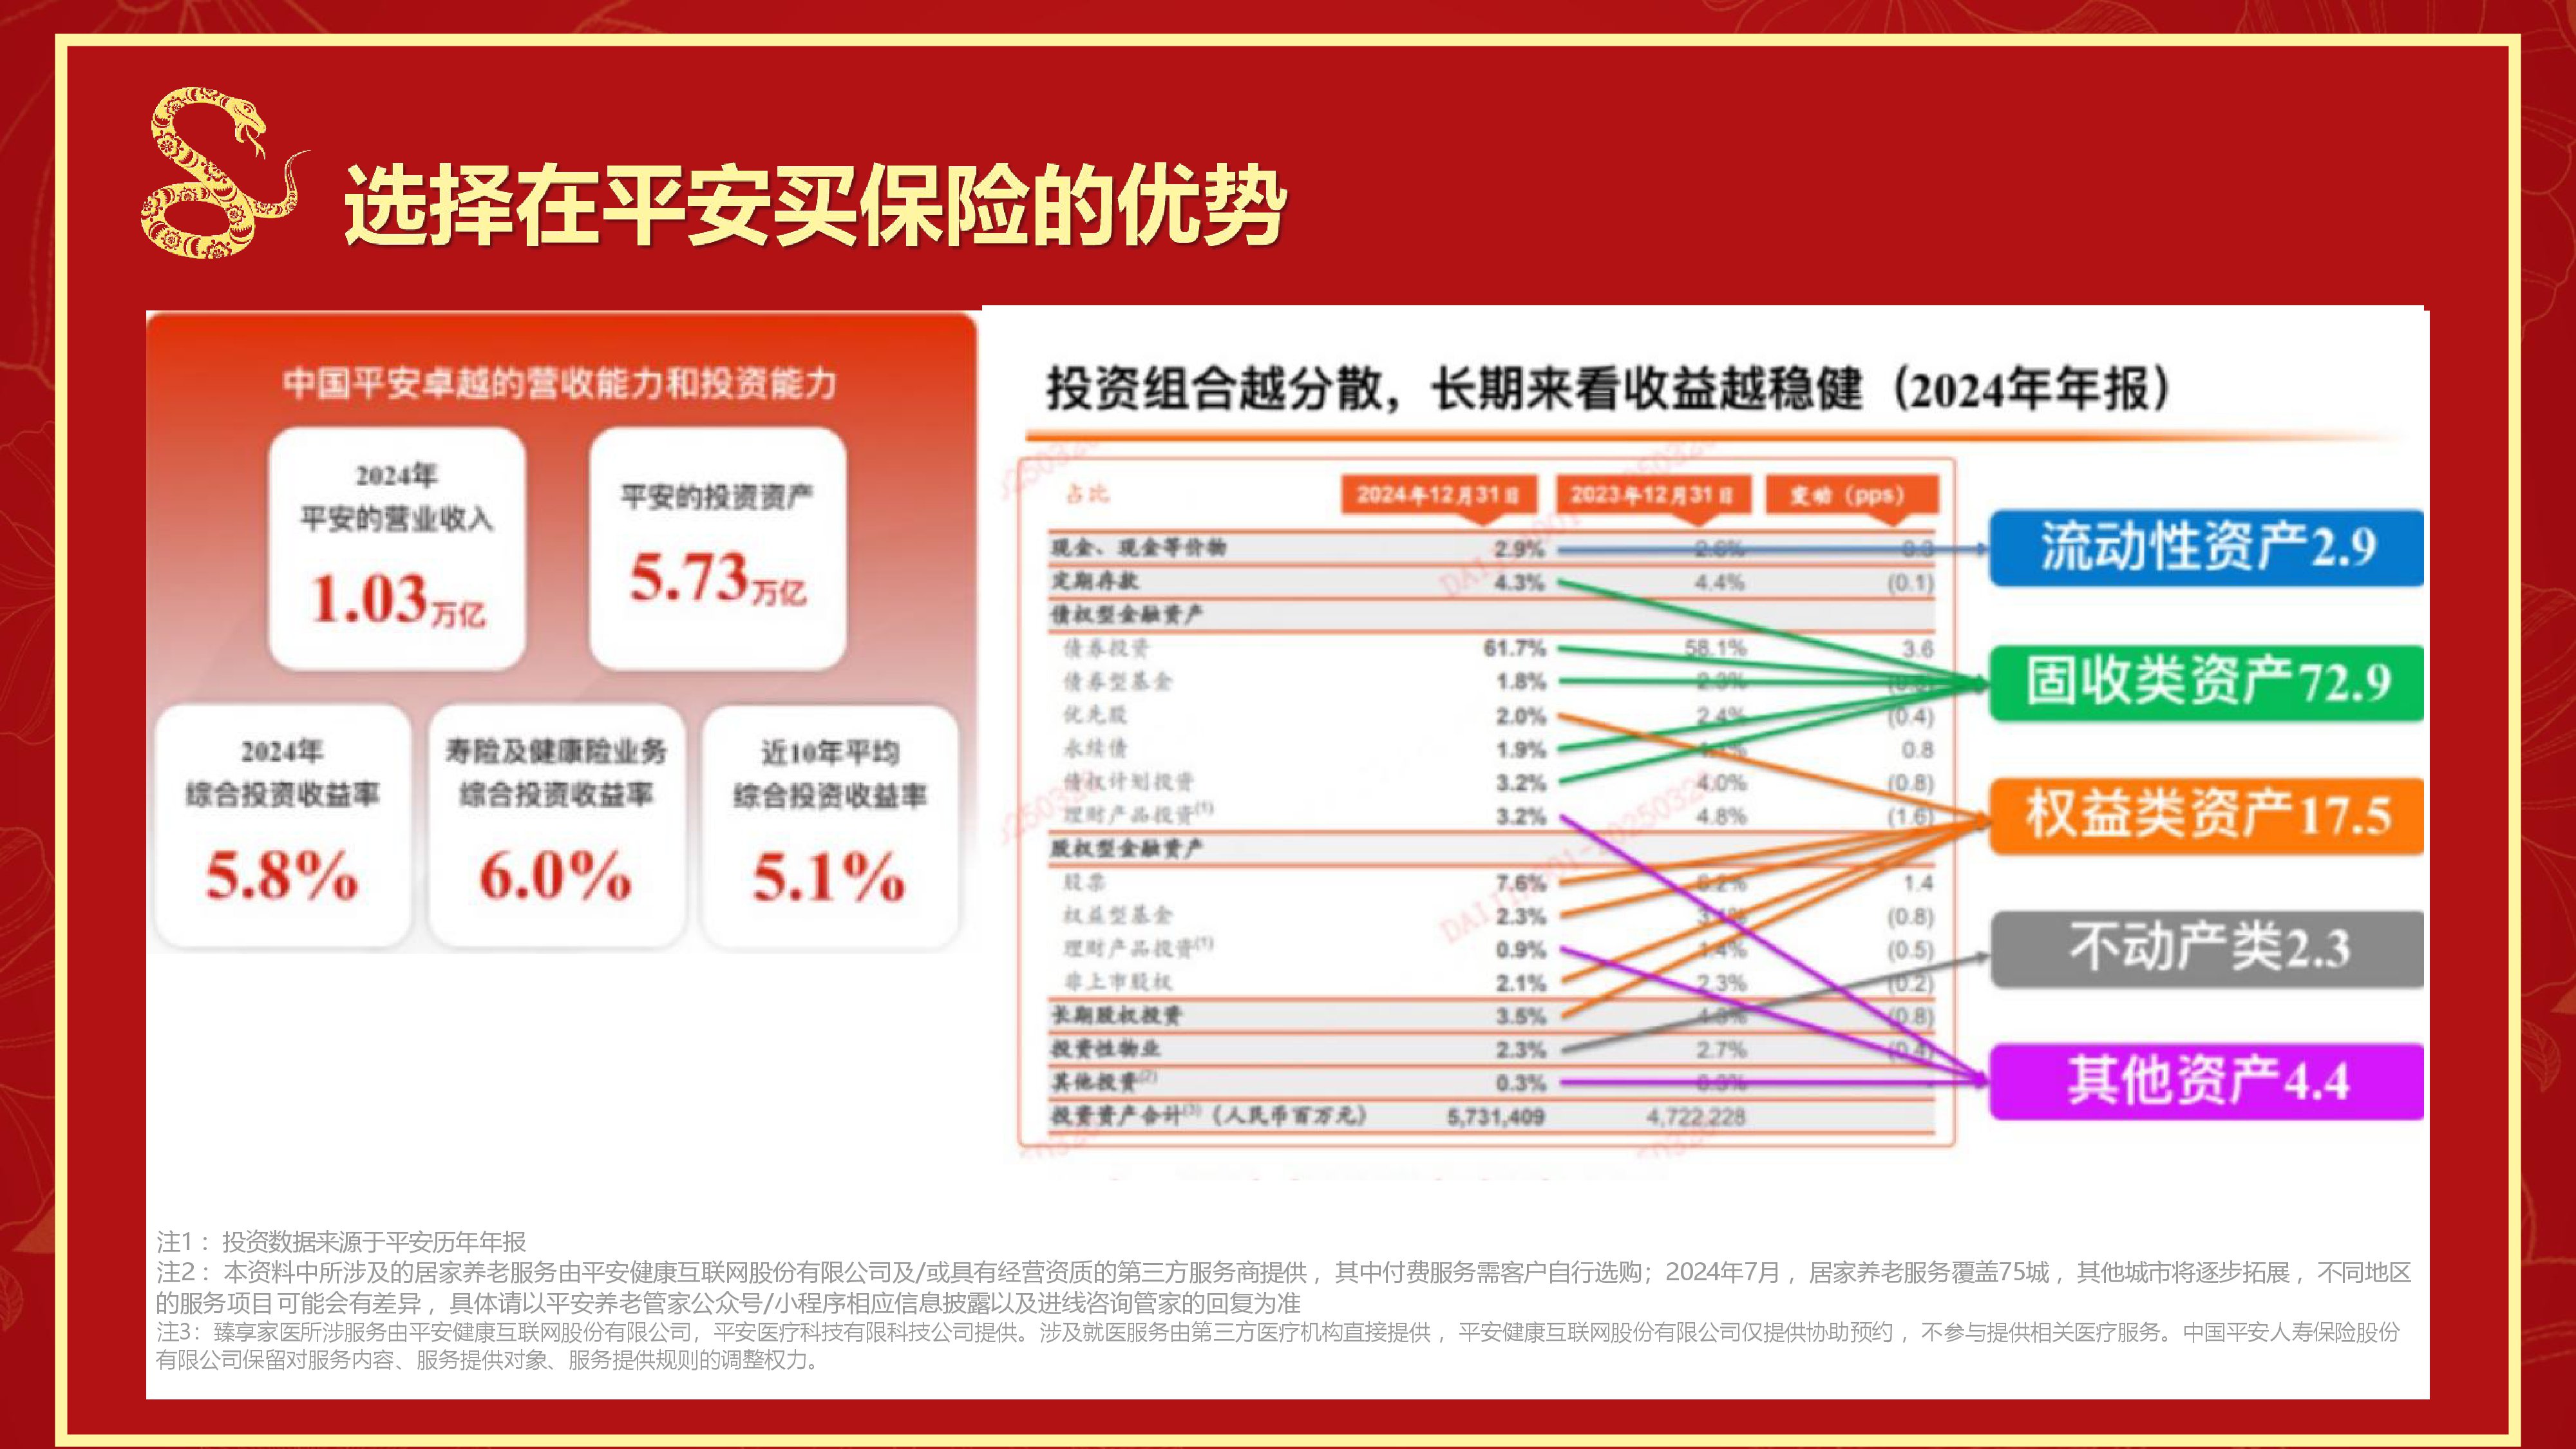 选择在平安买保险的优势
中国平安卓越的营收能力和投资能力
2024年
平安的营业收入
1.03万亿
平安的投资资产
5.73万亿
2024年
综合投资收益率
5.8%
寿险及健康险业务
综合投资收益率
6.0%
近10年平均
综合投资收益率
5.1%
投资组合越分散，长期来看收益越稳健（2024年年报）
占比 2024年12月31日 2023年12月31日 变动（pps）
现金、现金等价物 2.9%
定期存款 4.3% 4.4% (0.1)
债权型金融资产
债券投资 61.7% 58.1% 3.6
债券型基金 1.8% 2.3%
优先股 2.0% 2.4% (0.4)
永续债 1.9% 0.8
债权计划投资 3.2% 4.0% (0.8)
理财产品投资(1) 3.2% 4.8% (1.6)
股权型金融资产
股票 7.6% 6.2% 1.4
权益型基金 2.3% (0.8)
理财产品投资(1) 0.9% 1.4% (0.5)
非上市股权 2.1% 2.3% (0.2)
长期股权投资 3.5% 4.3% (0.8)
投资性物业 2.3% 2.7% (0.4)
其他投资(2) 0.3% 0.3%
投资资产合计(3)（人民币百万元） 5,731,409 4,722,228
流动性资产2.9
固收类资产72.9
权益类资产17.5
不动产类2.3
其他资产4.4
注1：投资数据来源于平安历年年报
注2：本资料中所涉及的居家养老服务由平安健康互联网股份有限公司及/或具有经营资质的第三方服务商提供，其中付费服务需客户自行选购；2024年7月，居家养老服务覆盖75城，其他城市将逐步拓展，不同地区
的服务项目可能会有差异，具体请以平安养老管家公众号/小程序相应信息披露以及进线咨询管家的回复为准
注3：臻享家医所涉服务由平安健康互联网股份有限公司，平安医疗科技有限科技公司提供。涉及就医服务由第三方医疗机构直接提供，平安健康互联网股份有限公司仅提供协助预约，不参与提供相关医疗服务。中国平安人寿保险股份
有限公司保留对服务内容、服务提供对象、服务提供规则的调整权力。